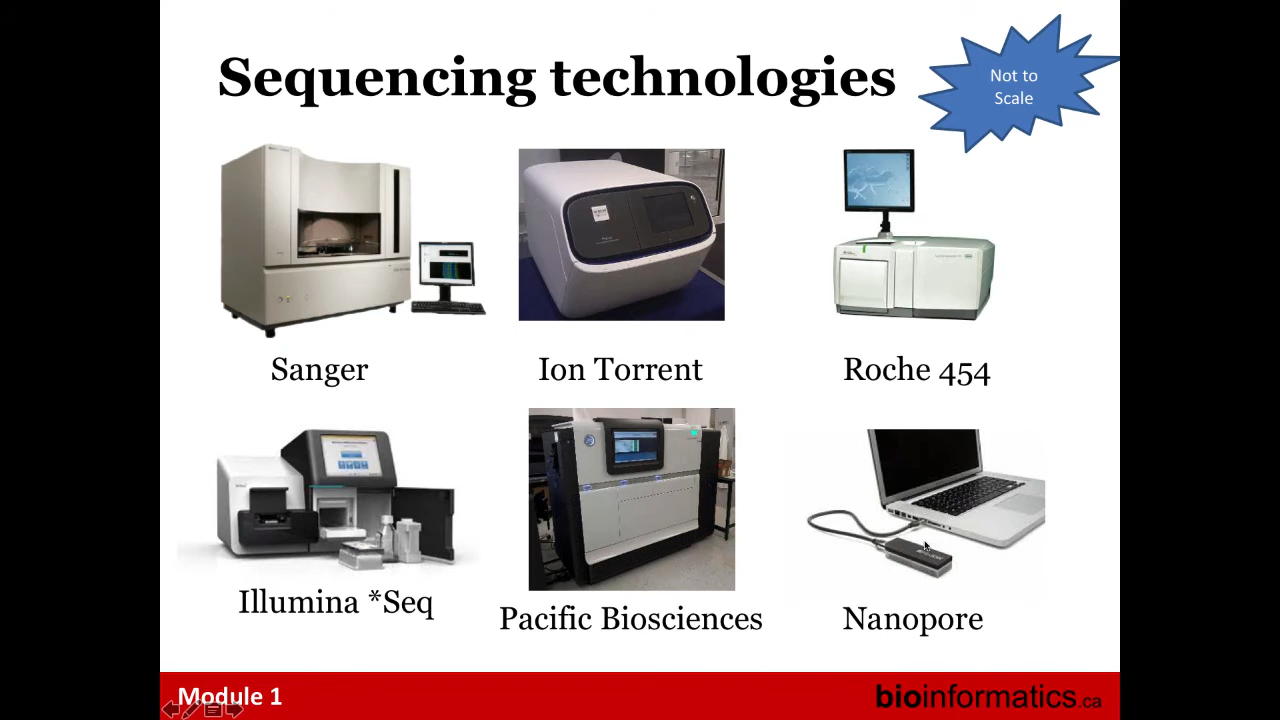 Sequencing technologies
Not to
Scale
Sanger
Ion Torrent
Roche 454
Illumina *Seq
Pacific Biosciences
Nanopore
Module 1
bioinformatics.ca